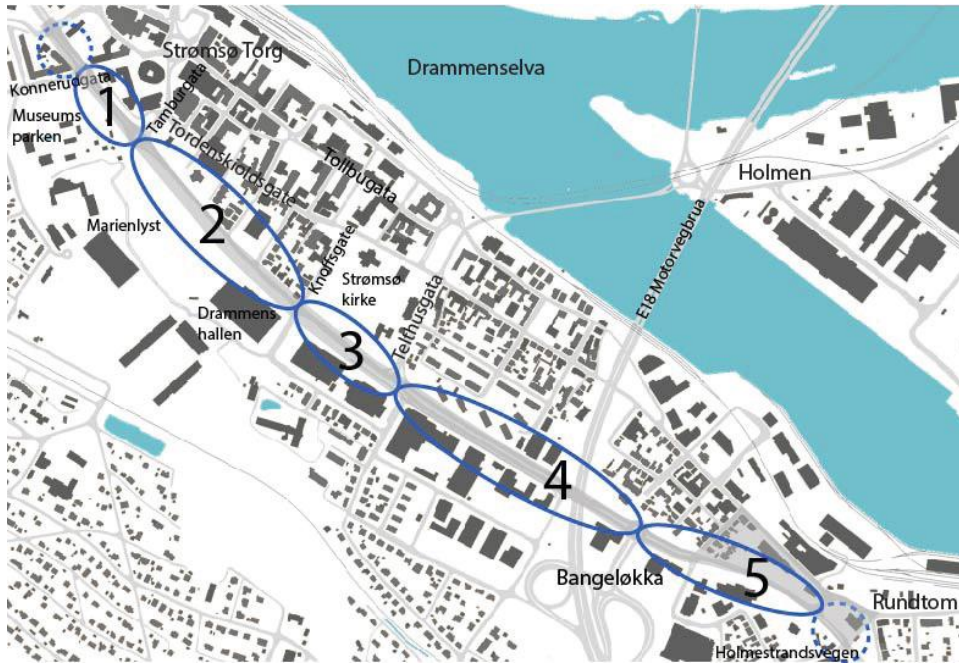 Strømsø Torg
Drammenselva
Konnerudgata
1
Museums
parken
Tamburgata
Tordenskioldsgate
Tollbugata
Holmen
2
Marienlyst
Knoffsgate
Strømsø
kirke
E18 Motorvegbrua
Drammens
hallen
3
Telthusgata
4
Bangeløkka
5
Rundtom
Holmestrandsvegen